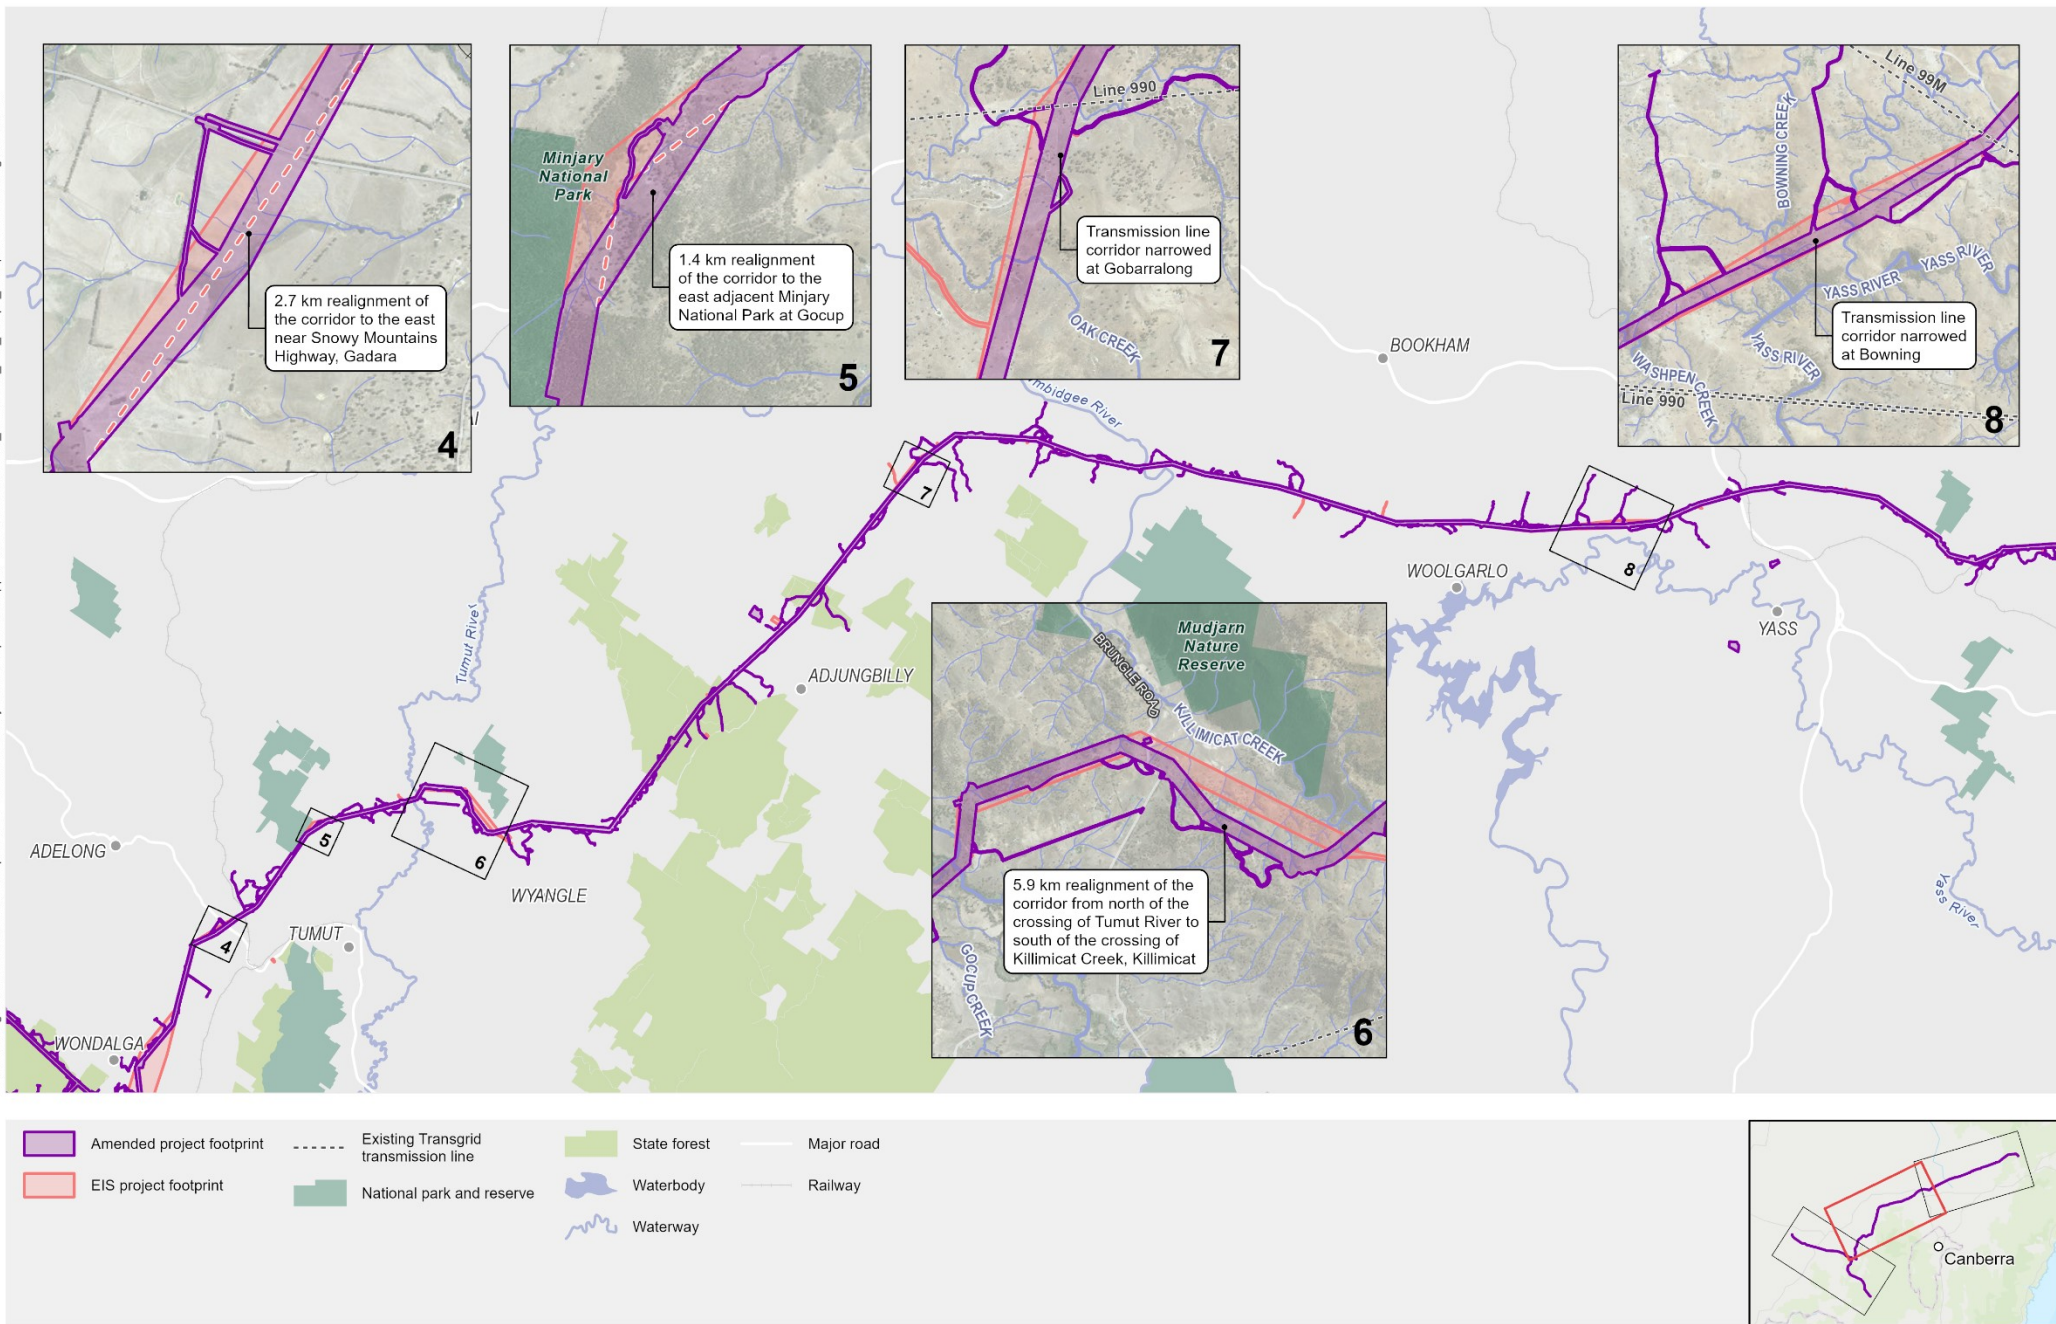 4
2.7 km realignment of
the corridor to the east
near Snowy Mountains
Highway, Gadara
Minjary
National
Park
1.4 km realignment
of the corridor to the
east adjacent Minjary
National Park at Gocup
5
Line 990
Transmission line
corridor narrowed
at Gobarralong
OAK CREEK
7
Line 99M
BOWNING CREEK
YASS RIVER
YASS RIVER
YASS RIVER
Transmission line
corridor narrowed
at Bowning
WASHPEN CREEK
Line 990
8
BOOKHAM
mbidgee River
7
8
WOOLGARLO
YASS
Tumut River
ADJUNGBILLY
Mudjarn
Nature
Reserve
BRUNGLE ROAD
KILLIMICAT CREEK
5.9 km realignment of the
corridor from north of the
crossing of Tumut River to
south of the crossing of
Killimicat Creek, Killimicat
GOCUP CREEK
6
ADELONG
5
6
WYANGLE
4
TUMUT
Yass River
WONDALGA
Amended project footprint
EIS project footprint
Existing Transgrid
transmission line
National park and reserve
State forest
Waterbody
Waterway
Major road
Railway
Canberra